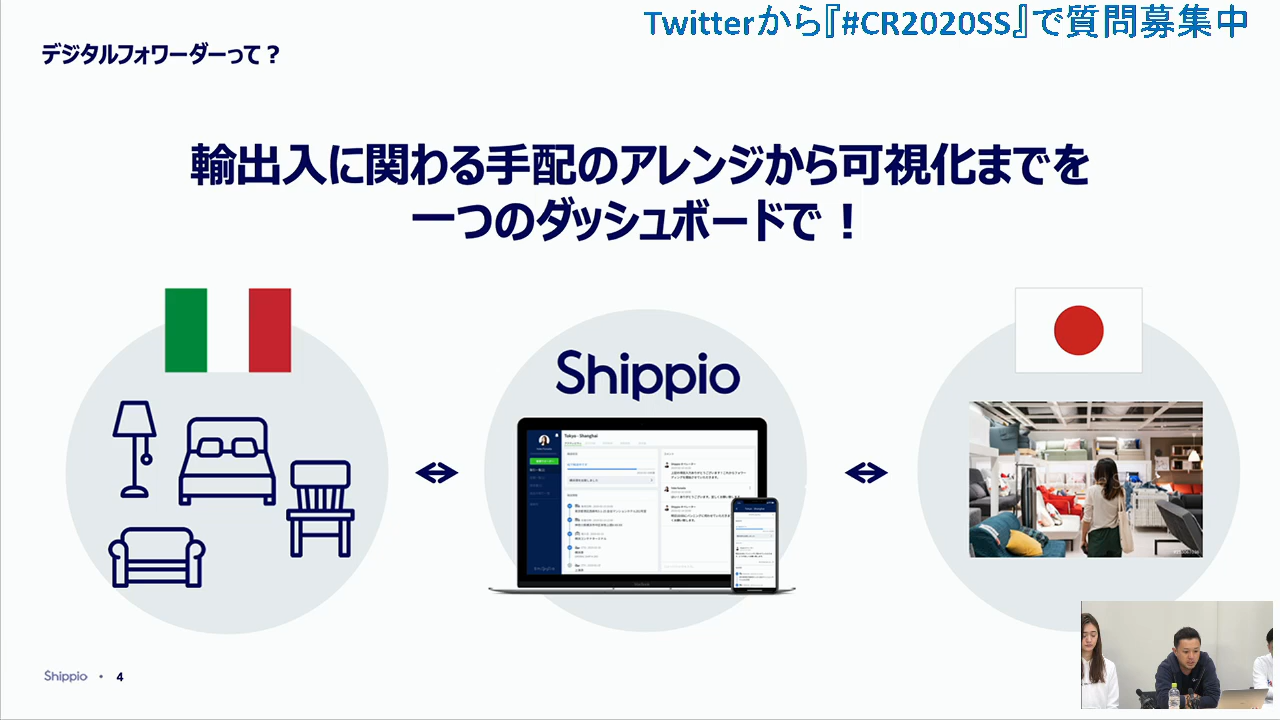 Twitterから『#CR2020SS』で質問募集中
デジタルフォワーダーって？
輸出入に関わる手配のアレンジから可視化までを
一つのダッシュボードで！
Shippio
Tokyo - Shanghai
Shippio • 4